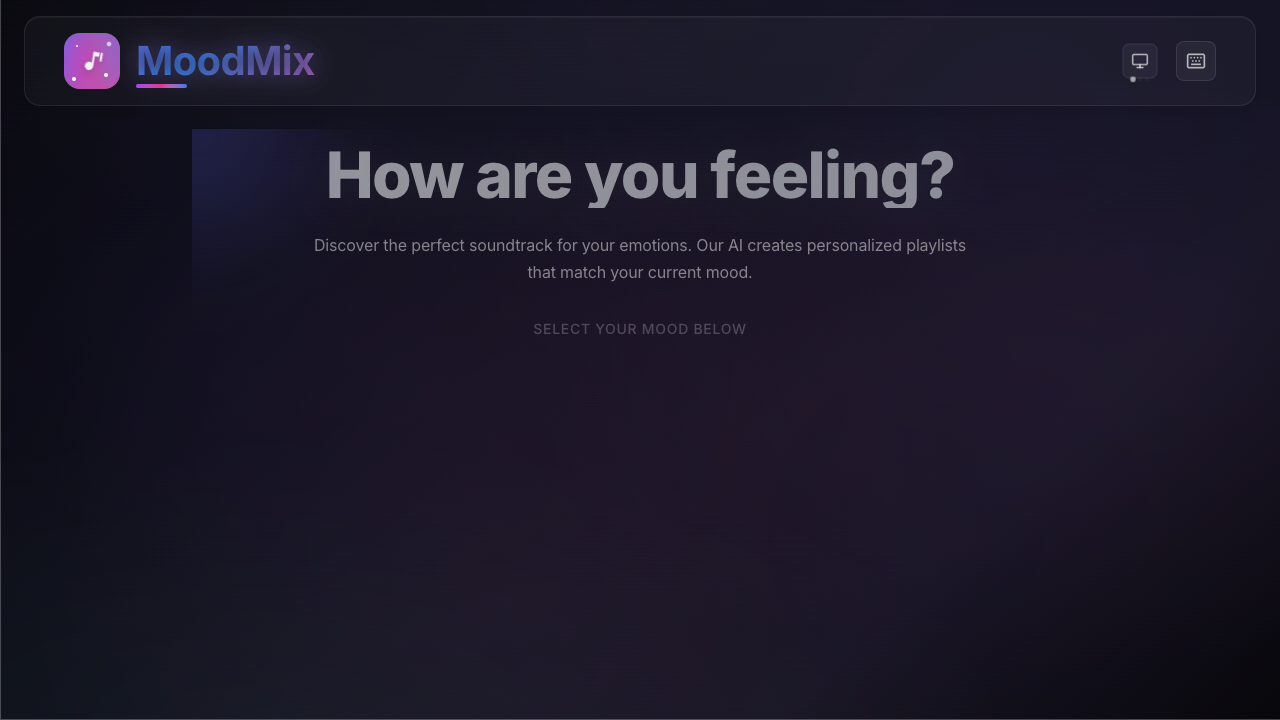 MoodMix
How are you feeling?
Discover the perfect soundtrack for your emotions. Our AI creates personalized playlists
that match your current mood.
SELECT YOUR MOOD BELOW